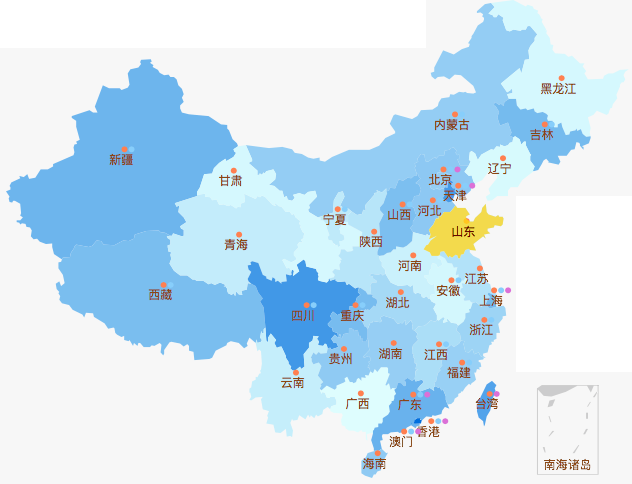 黑龙江
内蒙古
吉林
新疆
辽宁
甘肃
北京
天津
河北
山西
宁夏
山东
陕西
青海
河南
江苏
安徽
西藏
上海
湖北
四川
重庆
浙江
湖南
江西
贵州
福建
云南
广西
广东
台湾
香港
澳门
海南
南海诸岛